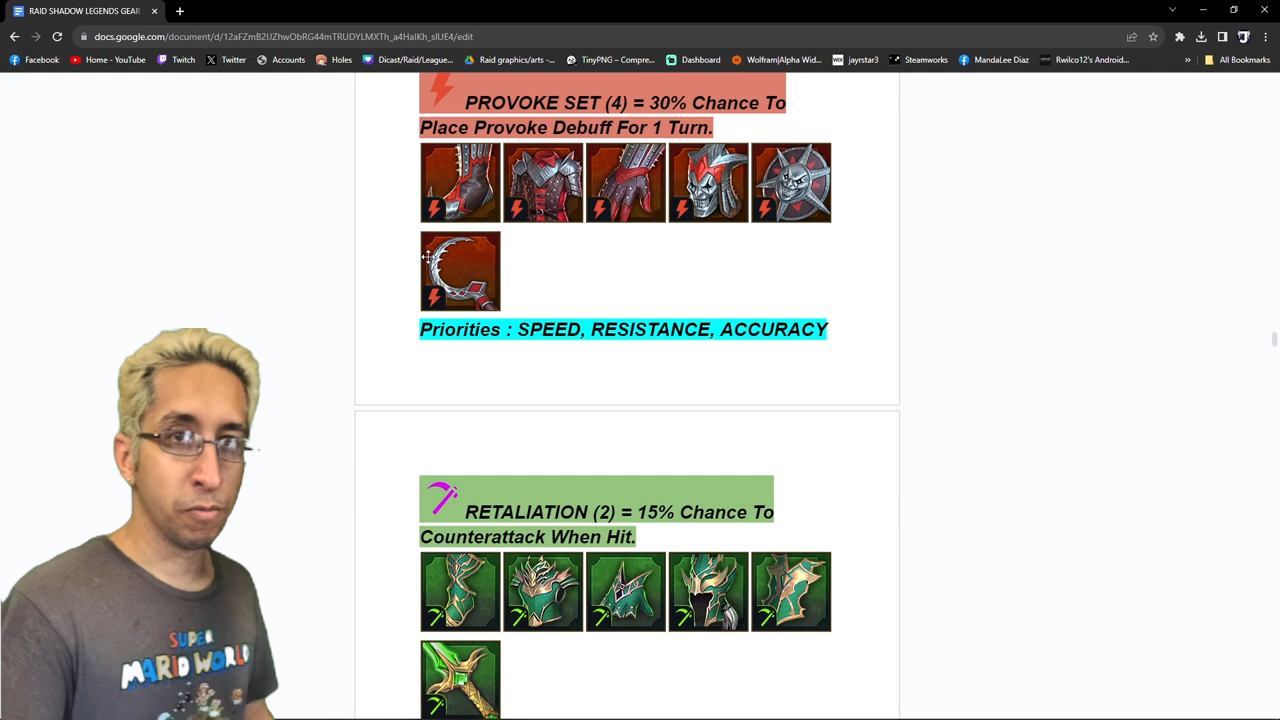 RAID SHADOW LEGENDS GEAR
docs.google.com/document/d/12aFZmB2IJZhwObRG44mTRUDYLMXTh_a4HaIKh_slUE4/edit
Facebook
Home - YouTube
Twitch
Twitter
Accounts
Holes
Dicast/Raid/League...
Raid graphics/arts -...
TinyPNG – Compre...
Dashboard
Wolfram|Alpha Wid...
jayrstar3
Steamworks
MandaLee Diaz
Rwilco12's Android...
»
All Bookmarks
PROVOKE SET (4) = 30% Chance To
Place Provoke Debuff For 1 Turn.
Priorities : SPEED, RESISTANCE, ACCURACY
RETALIATION (2) = 15% Chance To
Counterattack When Hit.
SUPER
MARIO WORLD